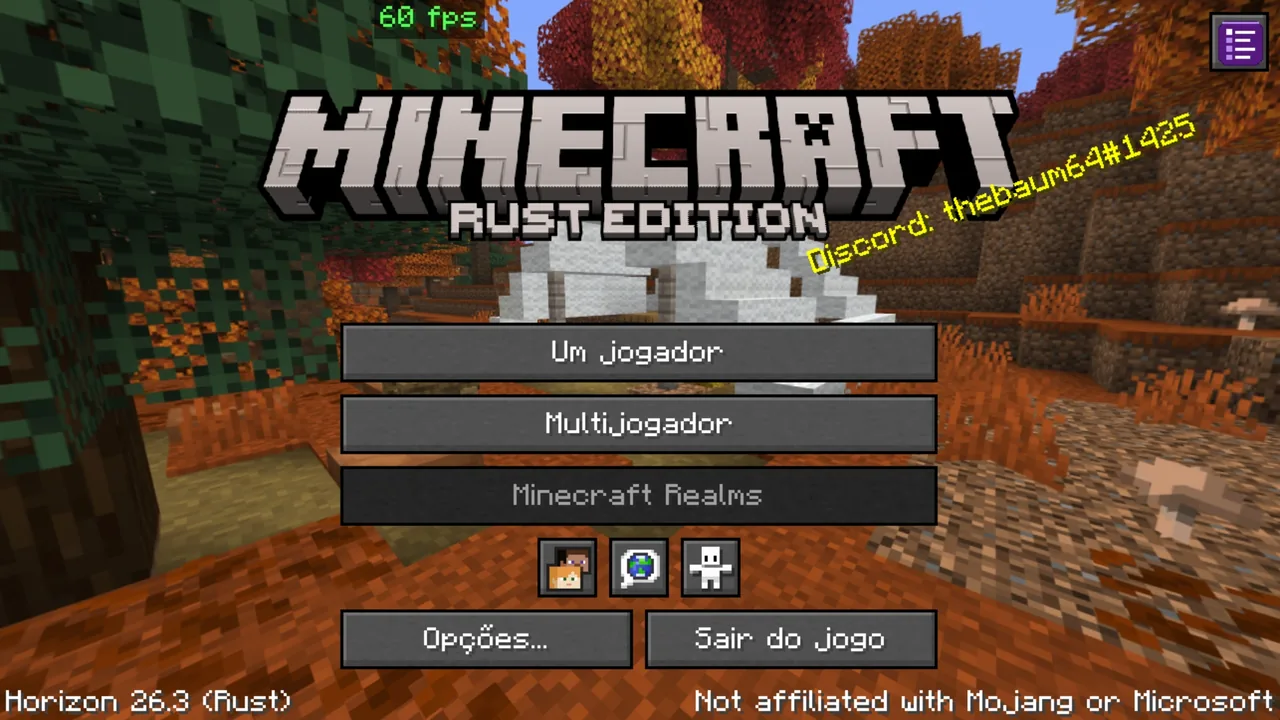 60 fps
MINECRAFT
RUST EDITION
Discord: thebaum64#1425
Um jogador
Multijogador
Minecraft Realms
Opções...
Sair do jogo
Horizon 26.3 (Rust)
Not affiliated with Mojang or Microsoft